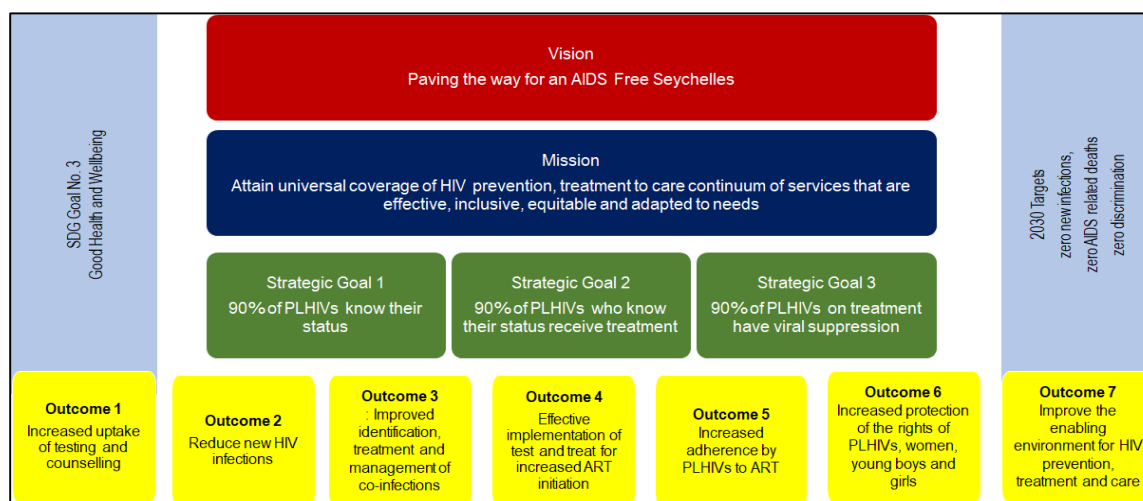 testing and
SDG Goal No. 3
Good Health and Wellbeing
Vision
Paving the way for an AIDS Free Seychelles
Mission
Attain universal coverage of HIV prevention, treatment to care continuum of services that are
effective, inclusive, equitable and adapted to needs
2030 Targets
zero new infections,
zero AIDS related deaths
zero discrimination
Strategic Goal 1
90% of PLHIVs know their
status
Strategic Goal 2
90% of PLHIVs who know
their status receive treatment
Strategic Goal 3
90% of PLHIVs on treatment
have viral suppression
Outcome 1
Increased uptake
of testing and
counselling
Outcome 2
Reduce new HIV
infections
Outcome 3
: Improved
identification,
treatment and
management of
co-infections
Outcome 4
Effective
implementation of
test and treat for
increased ART
initiation
Outcome 5
Increased
adherence by
PLHIVs to ART
Outcome 6
Increased protection
of the rights of
PLHIVs, women,
young boys and
girls
Outcome 7
Improve the
enabling
environment for HIV
prevention,
treatment and care